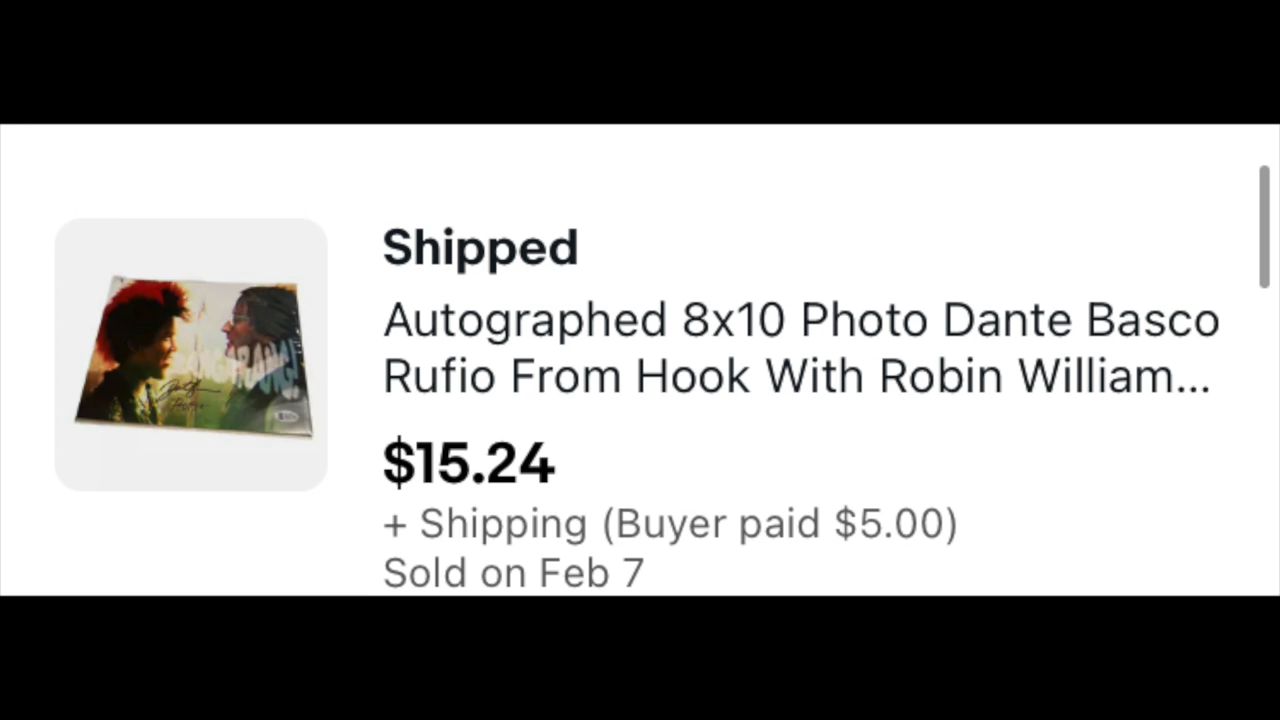 Shipped
Autographed 8x10 Photo Dante Basco
Rufio From Hook With Robin William...
$15.24
+ Shipping (Buyer paid $5.00)
Sold on Feb 7